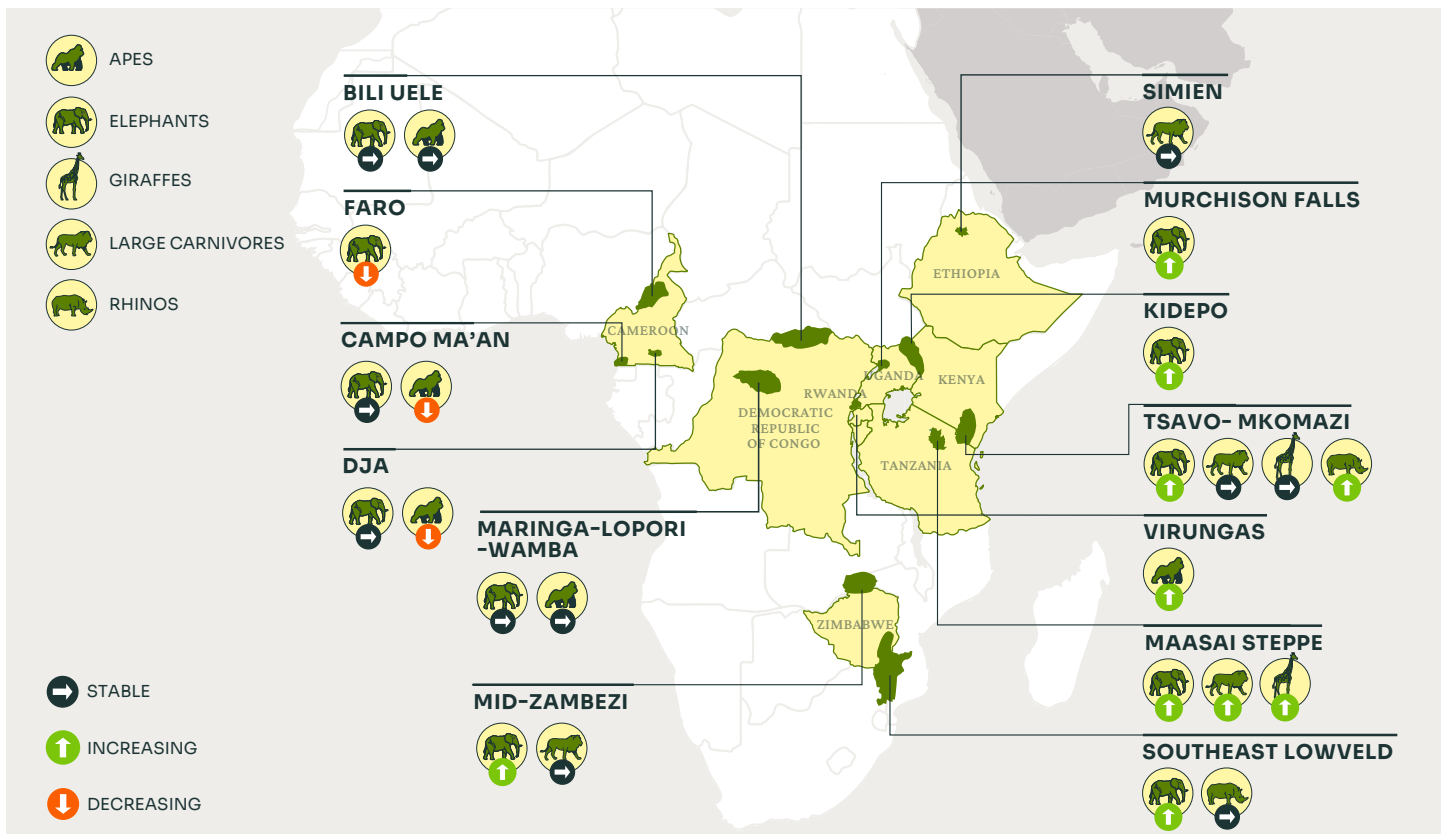 APES
ELEPHANTS
GIRAFFES
LARGE CARNIVORES
RHINOS
BILI UELE
FARO
CAMPO MA’AN
DJA
MARINGA-LOPORI
-WAMBA
MID-ZAMBEZI
SIMIEN
MURCHISON FALLS
KIDEPO
TSAVO- MKOMAZI
VIRUNGAS
MAASAI STEPPE
SOUTHEAST LOWVELD
ETHIOPIA
CAMEROON
UGANDA
KENYA
RWANDA
DEMOCRATIC
REPUBLIC
OF CONGO
TANZANIA
ZIMBABWE
STABLE
INCREASING
DECREASING